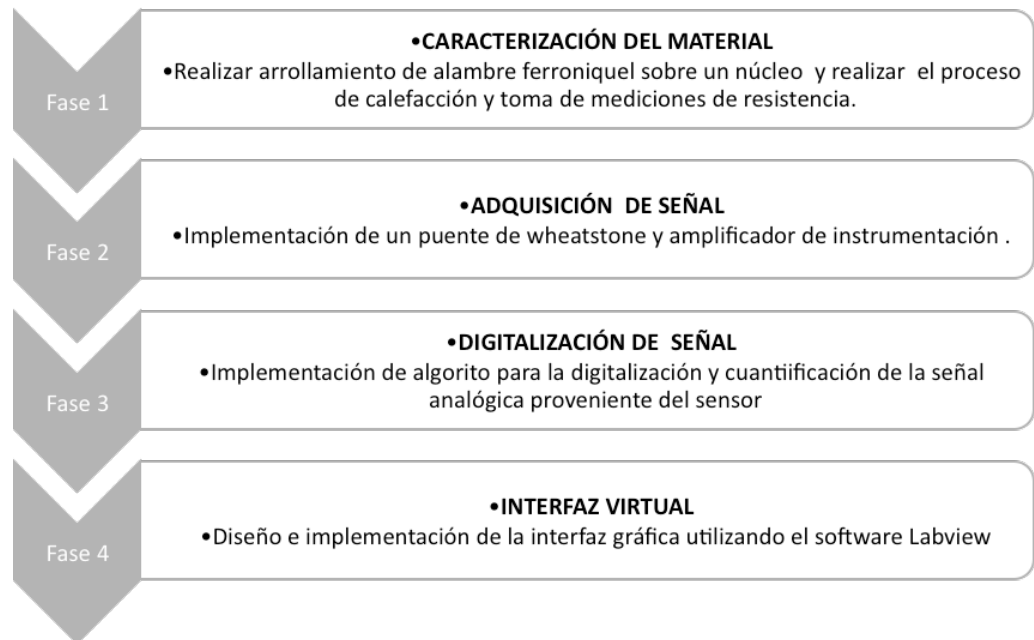 Fase 1
•CARACTERIZACIÓN DEL MATERIAL
•Realizar arrollamiento de alambre ferroniquel sobre un núcleo y realizar el proceso
de calefacción y toma de mediciones de resistencia.
Fase 2
•ADQUISICIÓN DE SEÑAL
•Implementación de un puente de wheatstone y amplificador de instrumentación .
Fase 3
•DIGITALIZACIÓN DE SEÑAL
•Implementación de algorito para la digitalización y cuantiificación de la señal
analógica proveniente del sensor
Fase 4
•INTERFAZ VIRTUAL
•Diseño e implementación de la interfaz gráfica utilizando el software Labview